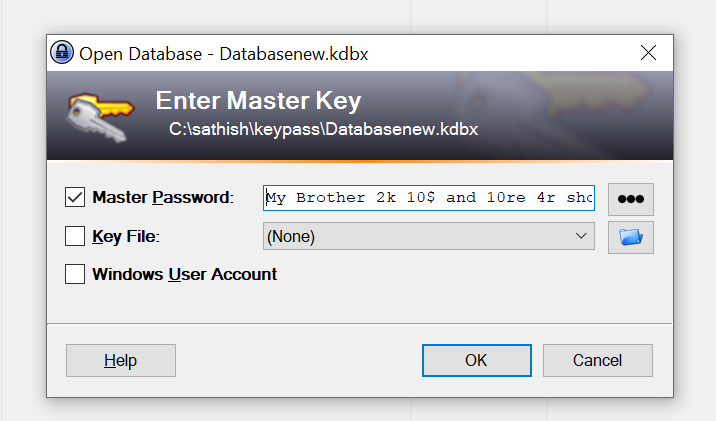 Open Database - Databasenew.kdbx
Enter Master Key
C:\sathish\keypass\Databasenew.kdbx
Master Password: My Brother 2k 10$ and 10re 4r sho
Key File: (None)
Windows User Account
Help OK Cancel